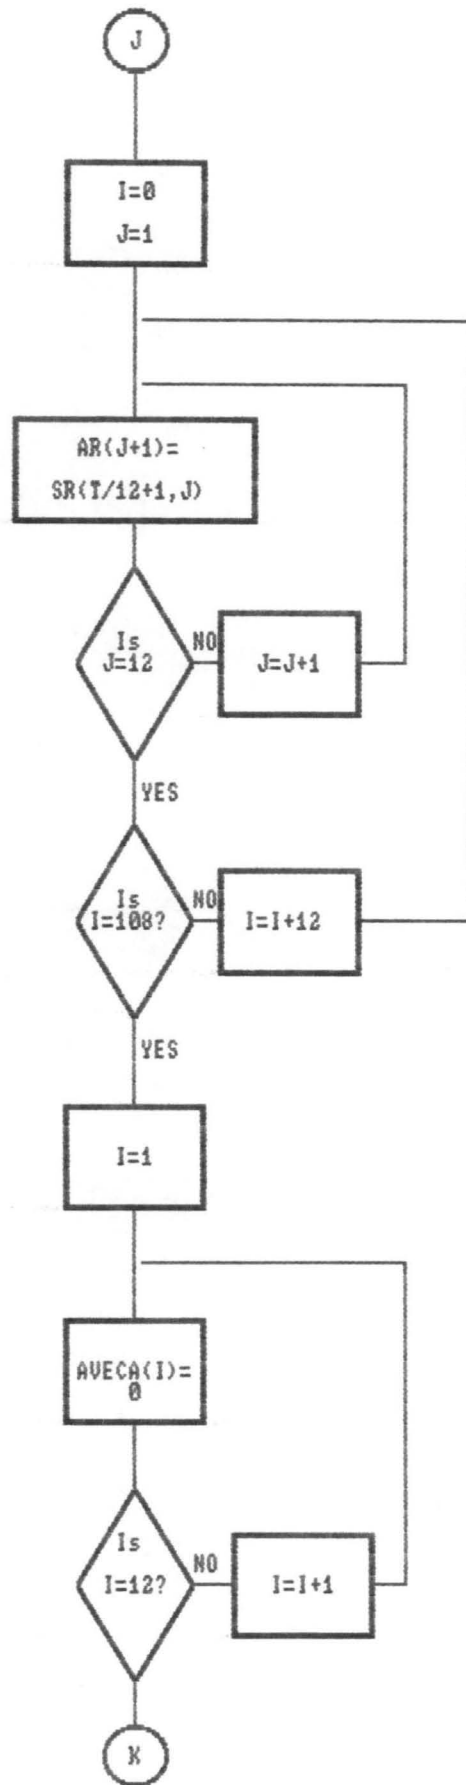 J
I=0
J=1
AR(J+1)=
SR(T/12+1,J)
Is
J=12
NO
J=J+1
YES
Is
I=108?
NO
I=I+12
YES
I=1
AVECA(I)=
0
Is
I=12?
NO
I=I+1
K